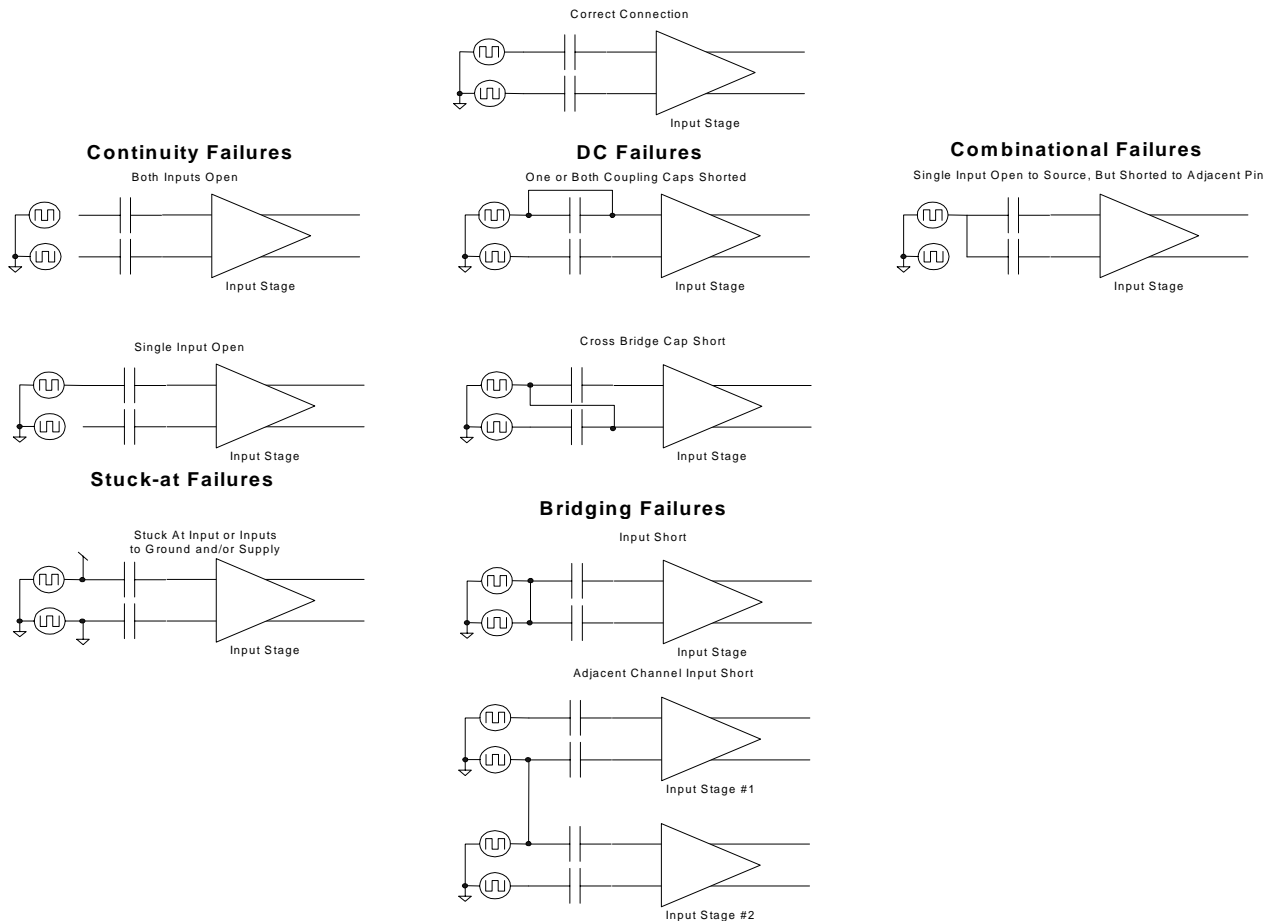 Correct Connection
Input Stage
Continuity Failures
Both Inputs Open
Input Stage
Single Input Open
Input Stage
Stuck-at Failures
Stuck At Input or Inputs
to Ground and/or Supply
Input Stage
DC Failures
One or Both Coupling Caps Shorted
Input Stage
Cross Bridge Cap Short
Input Stage
Bridging Failures
Input Short
Input Stage
Adjacent Channel Input Short
Input Stage #1
Input Stage #2
Combinational Failures
Single Input Open to Source, But Shorted to Adjacent Pin
Input Stage